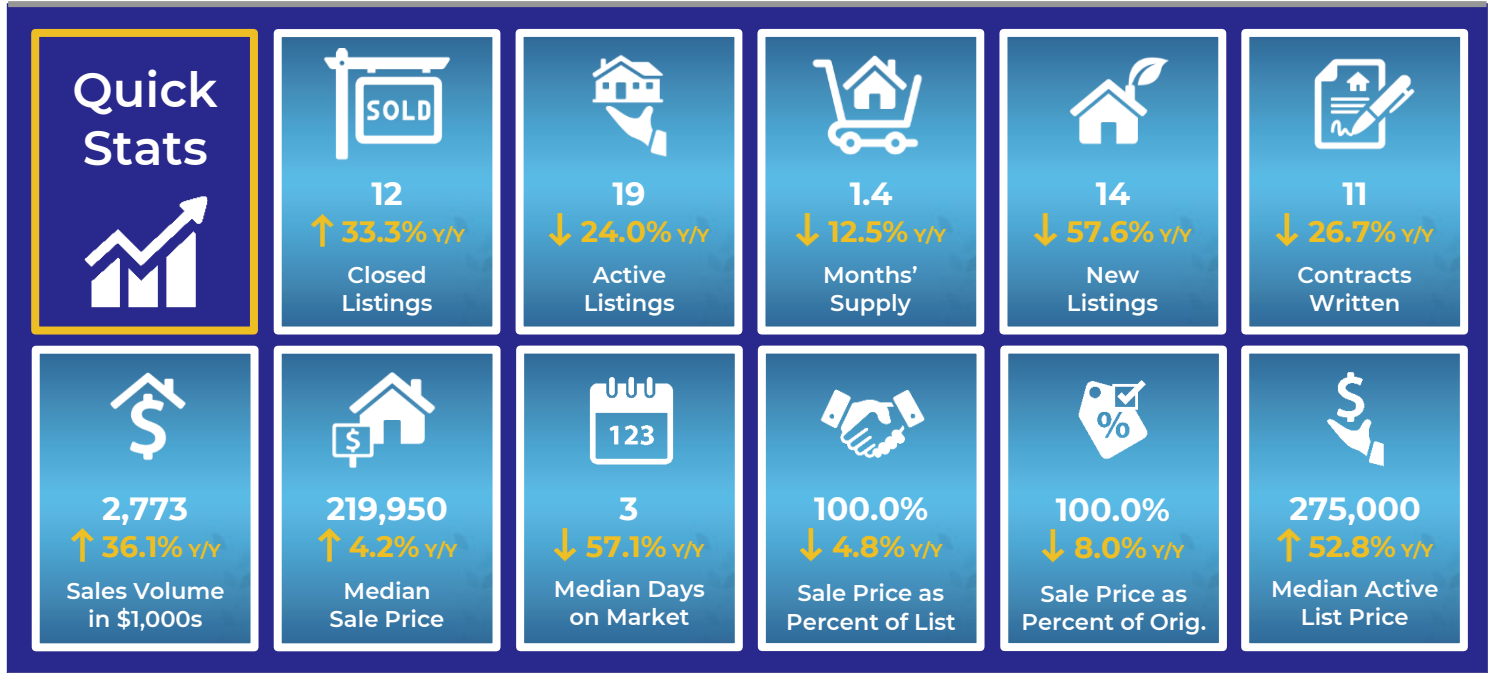 Quick
Stats
SOLD
12
↑ 33.3% Y/Y
Closed
Listings
19
↓ 24.0% Y/Y
Active
Listings
1.4
↓ 12.5% Y/Y
Months’
Supply
14
↓ 57.6% Y/Y
New
Listings
11
↓ 26.7% Y/Y
Contracts
Written
$
2,773
↑ 36.1% Y/Y
Sales Volume
in $1,000s
$
219,950
↑ 4.2% Y/Y
Median
Sale Price
123
3
↓ 57.1% Y/Y
Median Days
on Market
100.0%
↓ 4.8% Y/Y
Sale Price as
Percent of List
%
100.0%
↓ 8.0% Y/Y
Sale Price as
Percent of Orig.
$
275,000
↑ 52.8% Y/Y
Median Active
List Price